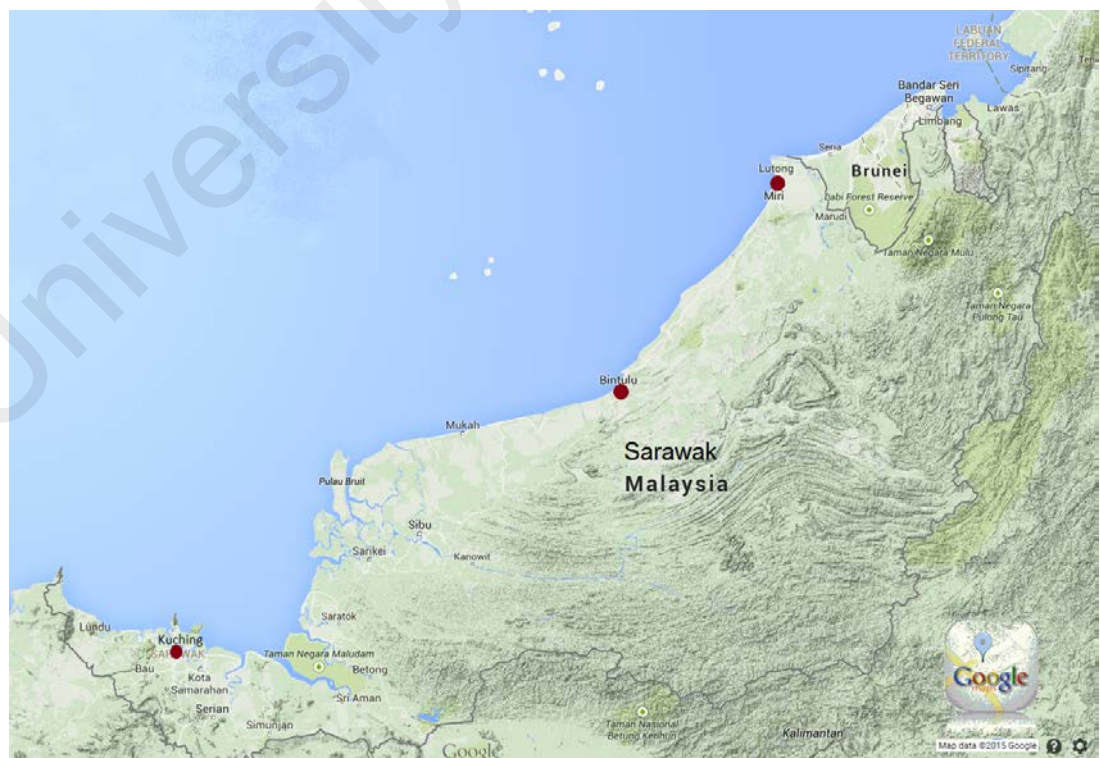 University
LABUAN
FEDERAL
TERRITORY
Sipitang
Bandar Seri
Begawan
Lawas
Limbang
Seria
Lutong
Brunei
Miri
Labi Forest Reserve
Marudi
Taman Negara Mulu
Taman Negara
Pulong Tau
Bintulu
Mukah
Sarawak
Malaysia
Pulau Bruit
Sibu
Sarikei
Kanowit
Saratok
Lundu
Kuching
SARAWAK
Taman Negara Maludam
Bau
Kota
Samarahan
Betong
Sri Aman
Serian
Simunjan
Taman Nasional
Betung Kerihun
Kalimantan
Google
maps
Google
Map data ©2015 Google